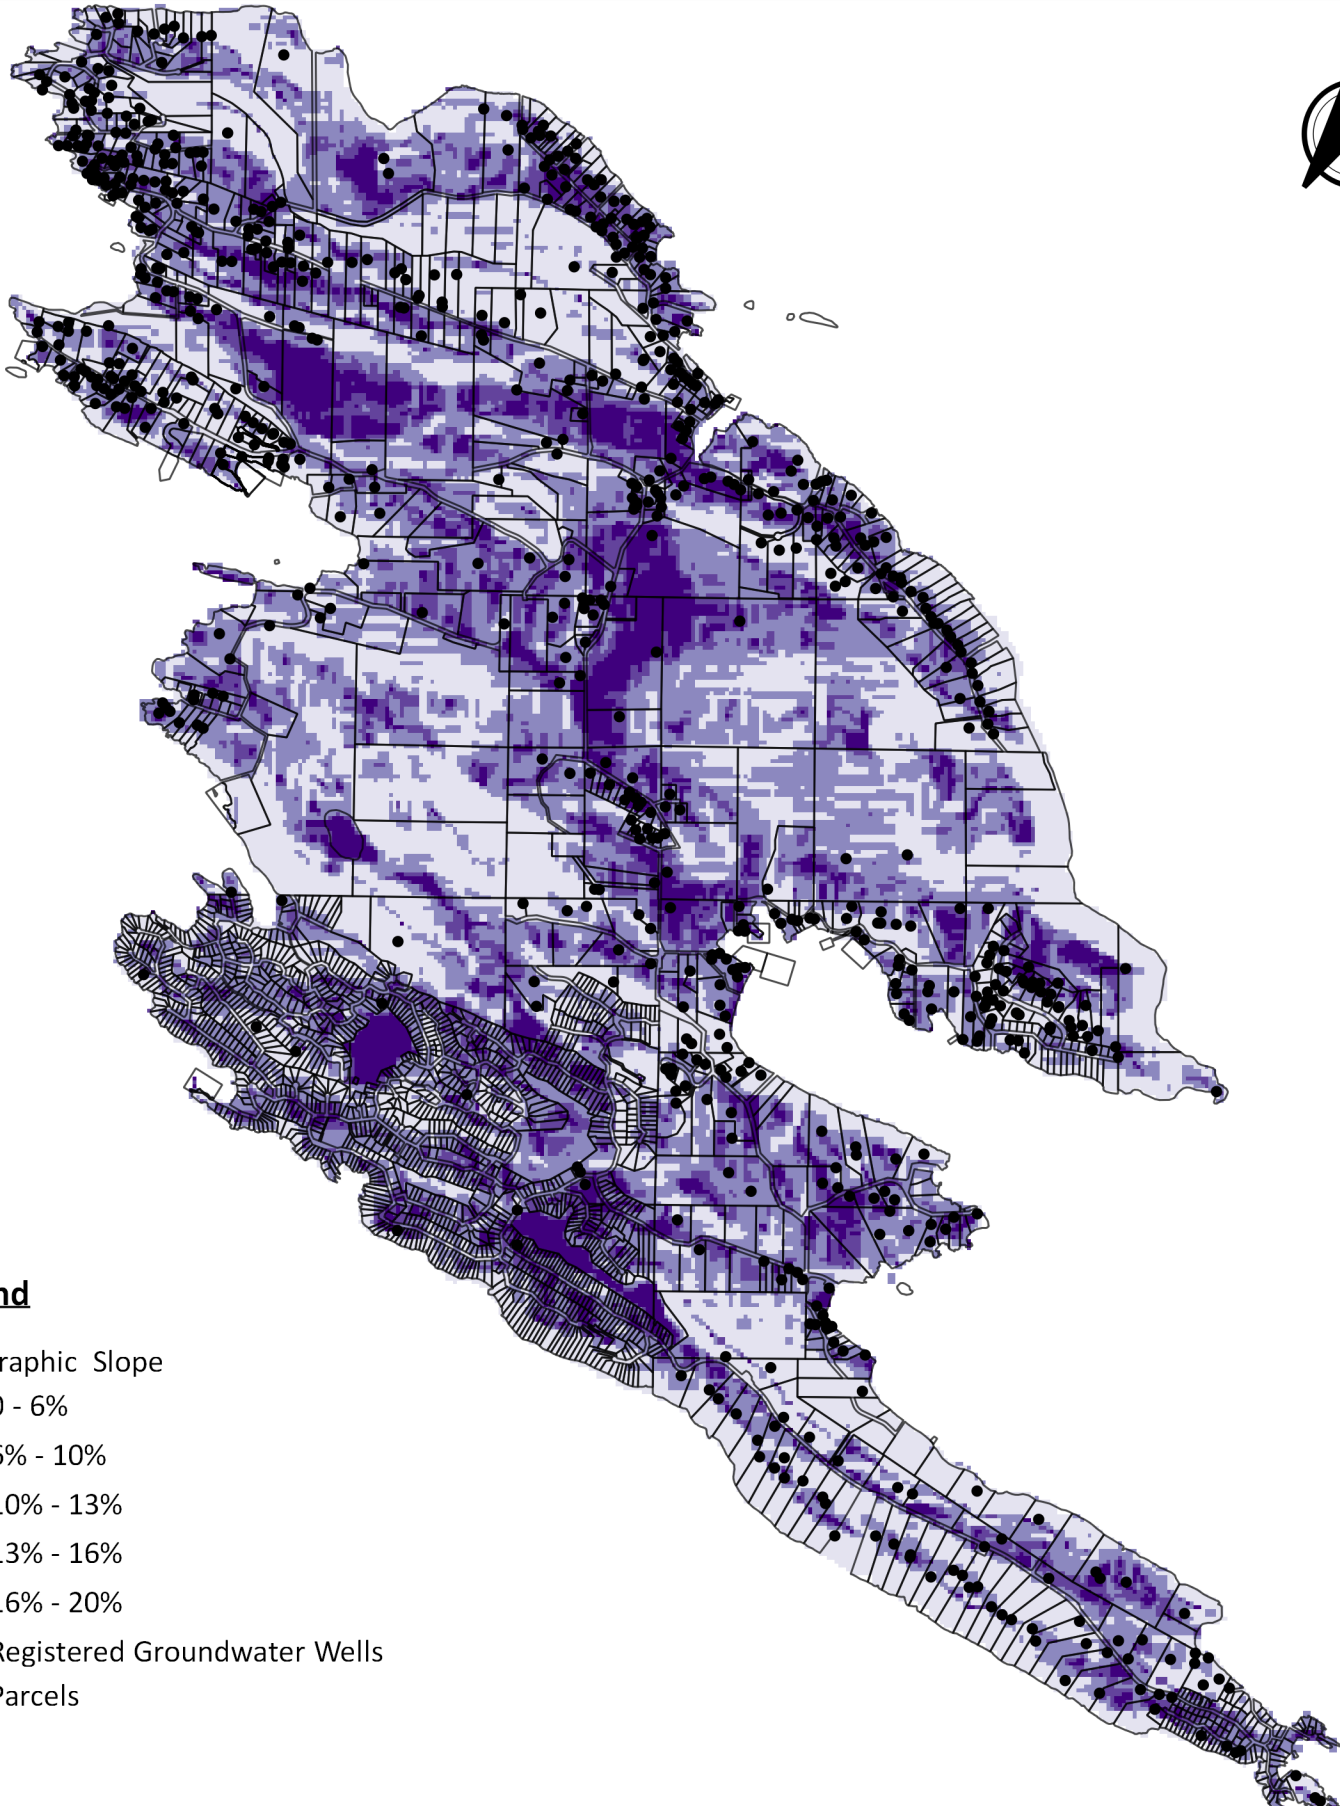 nd
raphic Slope
0 - 6%
6% - 10%
10% - 13%
13% - 16%
16% - 20%
Registered Groundwater Wells
Parcels